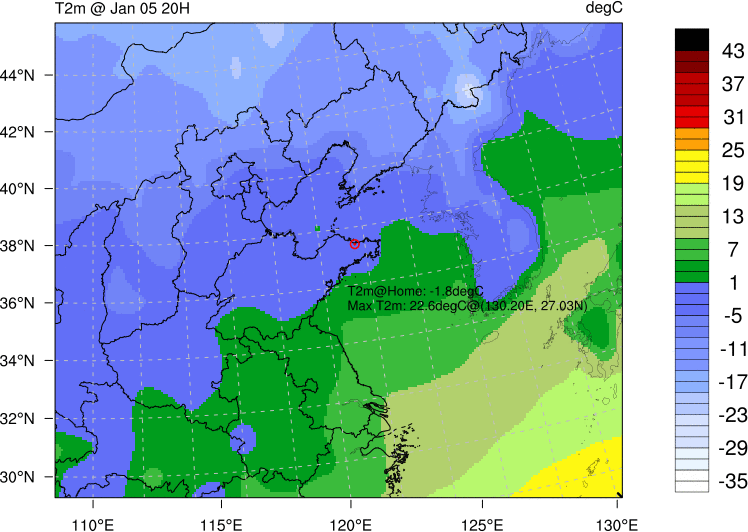 T2m @ Jan 05 20H
degC
44°N
42°N
40°N
38°N
36°N
34°N
32°N
30°N
T2m@Home: -1.8degC
Max T2m: 22.6degC@(130.20E, 27.03N)
110°E
115°E
120°E
125°E
130°E
43
37
31
25
19
13
7
1
-5
-11
-17
-23
-29
-35